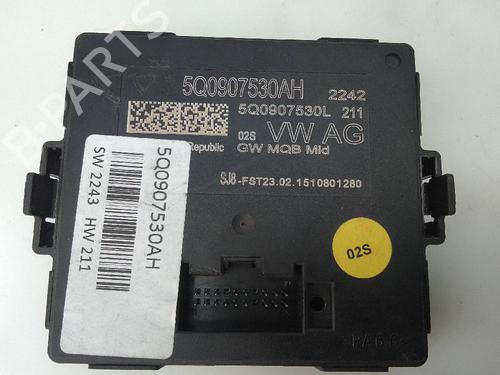 5Q0907530AH 2242
5Q0907530L 211
02S VW AG
Republic GW MQB Mid
SJ8-FST23.02.1510801280
5Q0907530AH
SW 2243 HW 211
02S
>PA6 G
PARTS